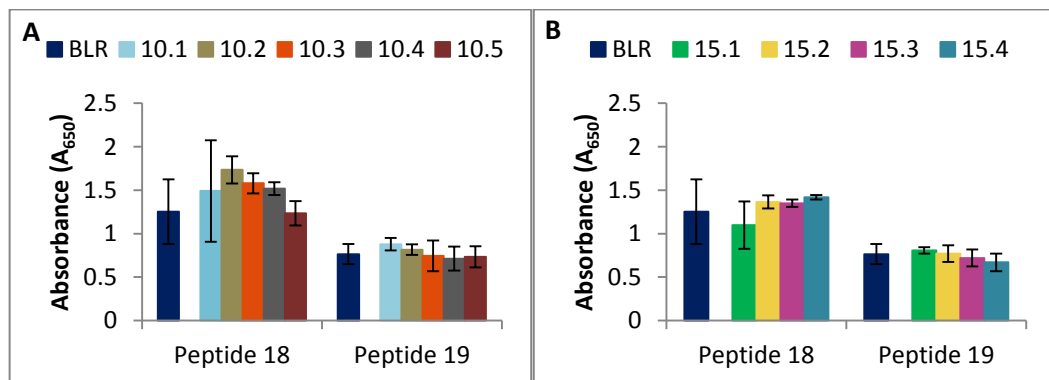 A
BLR 10.1 10.2 10.3 10.4 10.5
Absorbance (A650)
2.5
2
1.5
1
0.5
0
Peptide 18 Peptide 19
B
BLR 15.1 15.2 15.3 15.4
Absorbance (A650)
2.5
2
1.5
1
0.5
0
Peptide 18 Peptide 19